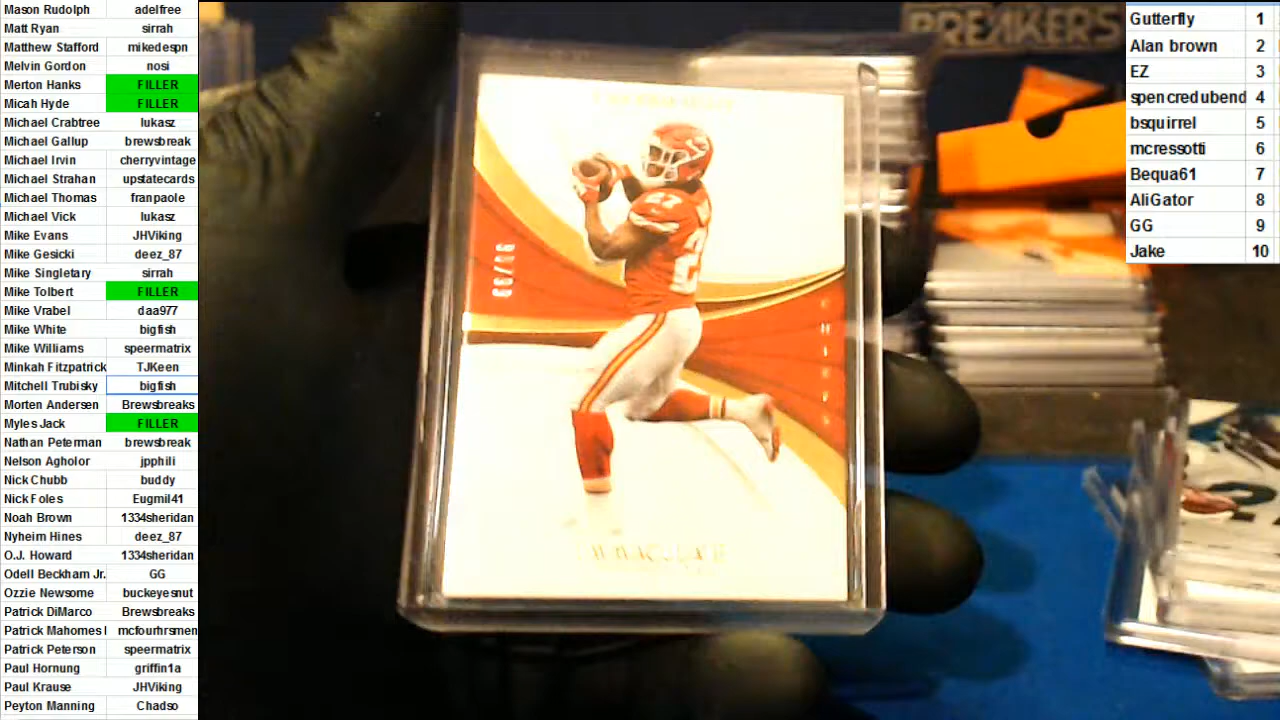 Mason Rudolph adelfree
Matt Ryan sirrah
Matthew Stafford mikedespn
Melvin Gordon nosi
Merton Hanks FILLER
Micah Hyde FILLER
Michael Crabtree lukasz
Michael Gallup brewsbreak
Michael Irvin cherryvintage
Michael Strahan upstatecards
Michael Thomas franpaole
Michael Vick lukasz
Mike Evans JHViking
Mike Gesicki deez_87
Mike Singletary sirrah
Mike Tolbert FILLER
Mike Vrabel daa977
Mike White bigfish
Mike Williams speermatrix
Minkah Fitzpatrick TJKeen
Mitchell Trubisky bigfish
Morten Andersen Brewsbreaks
Myles Jack FILLER
Nathan Peterman brewsbreak
Nelson Agholor jpphili
Nick Chubb buddy
Nick Foles Eugmil41
Noah Brown 1334sheridan
Nyheim Hines deez_87
O.J. Howard 1334sheridan
Odell Beckham Jr. GG
Ozzie Newsome buckeyesnut
Patrick DiMarco Brewsbreaks
Patrick Mahomes I mcfourhrsmen
Patrick Peterson speermatrix
Paul Hornung griffin1a
Paul Krause JHViking
Peyton Manning Chadso
BREAKERS
CHIEFS
27
IMMACULATE
Gutterfly 1
Alan brown 2
EZ 3
spencredubend 4
bsquirrel 5
mcressotti 6
Bequa61 7
AliGator 8
GG 9
Jake 10